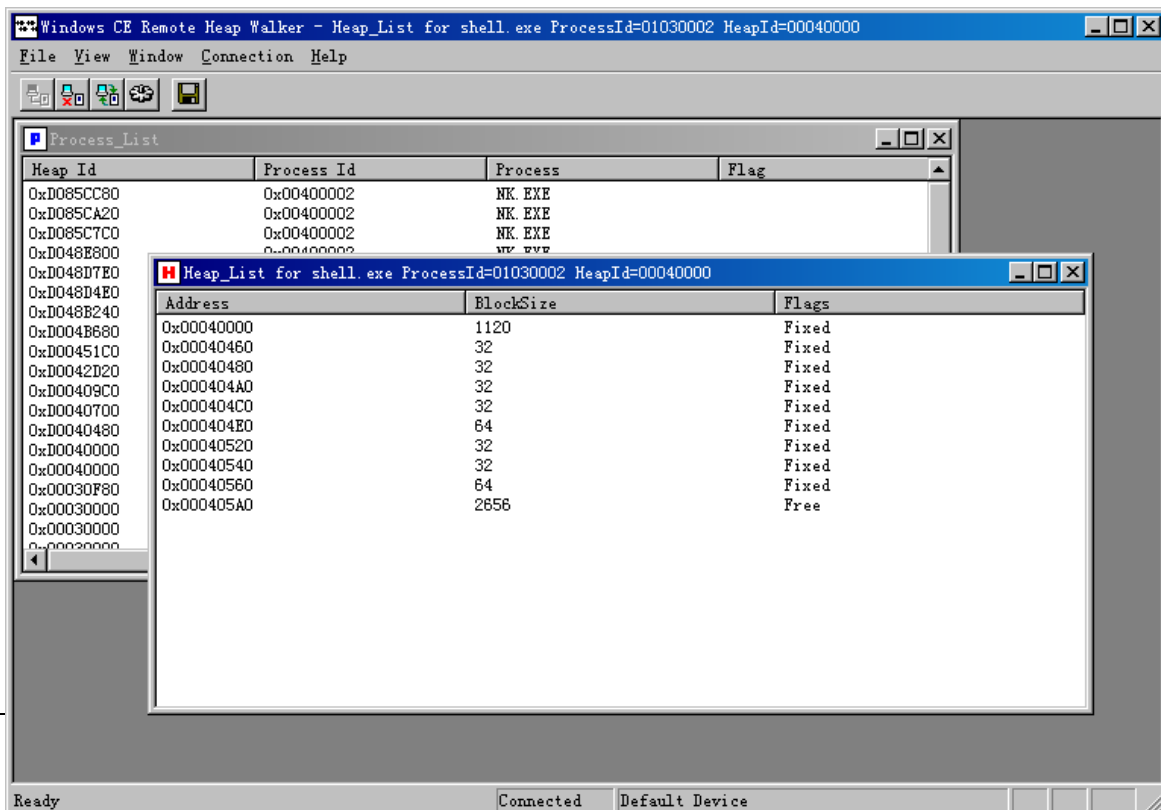 Windows CE Remote Heap Walker - Heap_List for shell.exe ProcessId=01030002 HeapId=00040000
File View Window Connection Help
Process_List
Heap Id Process Id Process Flag
0xD085CC80 0x00400002 NK.EXE
0xD085CA20 0x00400002 NK.EXE
0xD085C7C0 0x00400002 NK.EXE
0xD048E800 0x00400002 NK.EXE
0xD048D7E0
0xD048D4E0
0xD048B240
0xD004B680
0xD00451C0
0xD0042D20
0xD00409C0
0xD0040700
0xD0040480
0xD0040000
0x00040000
0x00030F80
0x00030000
0x00030000
0x00030000
Heap_List for shell.exe ProcessId=01030002 HeapId=00040000
Address BlockSize Flags
0x00040000 1120 Fixed
0x00040460 32 Fixed
0x00040480 32 Fixed
0x000404A0 32 Fixed
0x000404C0 32 Fixed
0x000404E0 64 Fixed
0x00040520 32 Fixed
0x00040540 32 Fixed
0x00040560 64 Fixed
0x000405A0 2656 Free
Ready Connected Default Device